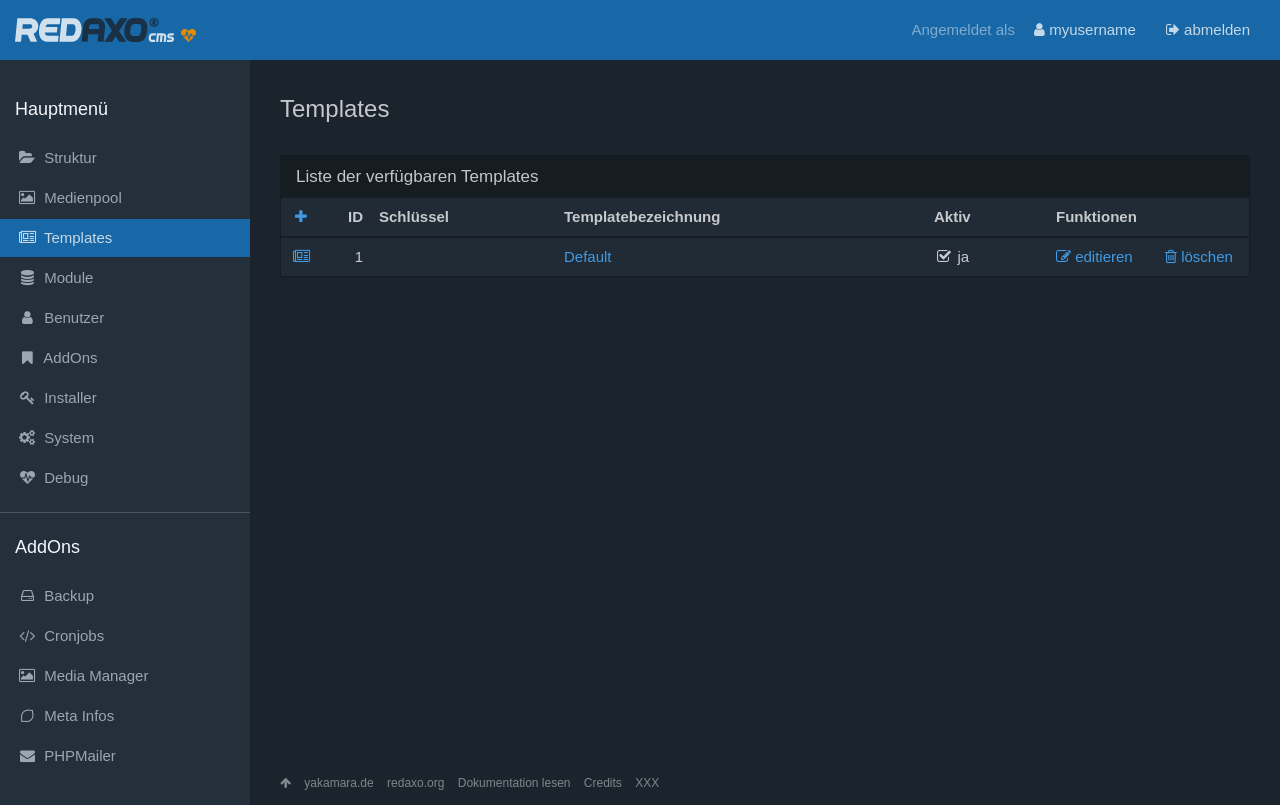 REDAXO® cms
Angemeldet als myusername abmelden
Hauptmenü
Struktur
Medienpool
Templates
Module
Benutzer
AddOns
Installer
System
Debug
AddOns
Backup
Cronjobs
Media Manager
Meta Infos
PHPMailer
Templates
Liste der verfügbaren Templates
ID Schlüssel Templatebezeichnung Aktiv Funktionen
1 Default ja editieren löschen
yakamara.de redaxo.org Dokumentation lesen Credits XXX